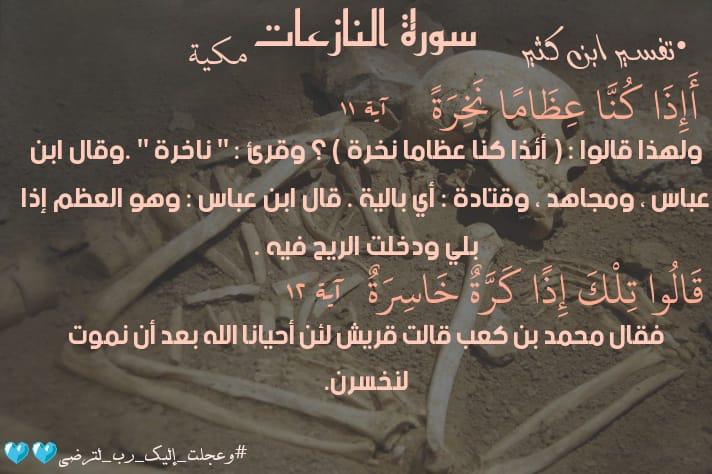 سورة النازعات
•تفسير ابن كثير
مكية
أَإِذَا كُنَّا عِظَامًا نَخِرَةً آية ١١
ولهذا قالوا : ( أئذا كنا عظاما نخرة ) ؟ وقرئ : " ناخرة " .وقال ابن
عباس ، ومجاهد ، وقتادة : أي بالية . قال ابن عباس : وهو العظم إذا
بلي ودخلت الريح فيه .
قَالُوا تِلْكَ إِذًا كَرَّةٌ خَاسِرَةٌ آية ١٢
فقال محمد بن كعب قالت قريش لئن أحيانا الله بعد أن نموت
لنخسرن.
#وعجلت_إليك_رب_لترضى🩵🩵